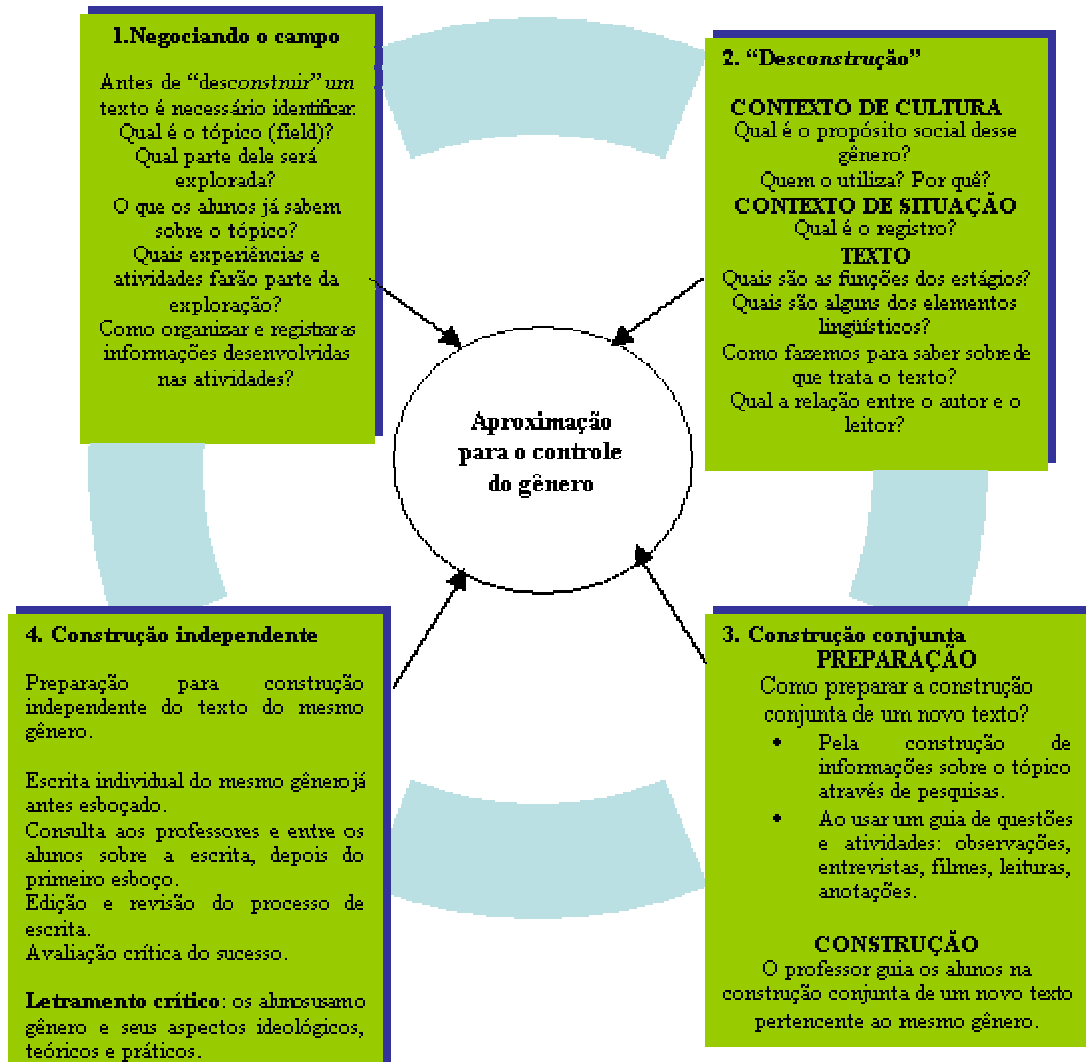 1.Negociando o campo
Antes de “desconstruir” um
texto é necessário identificar:
Qual é o tópico (field)?
Qual parte dele será
explorada?
O que os alunos já sabem
sobre o tópico?
Quais experiências e
atividades farão parte da
exploração?
Como organizar e registraras
informações desenvolvidas
nas atividades?
2. “Desconstrução”
CONTEXTO DE CULTURA
Qual é o propósito social desse
gênero?
Quem o utiliza? Por quê?
CONTEXTO DE SITUAÇÃO
Qual é o registro?
TEXTO
Quais são as funções dos estágios?
Quais são alguns dos elementos
lingüísticos?
Como fazemos para saber sobre de
que trata o texto?
Qual a relação entre o autor e o
leitor?
Aproximação
para o controle
do gênero
3. Construção conjunta
PREPARAÇÃO
Como preparar a construção
conjunta de um novo texto?
• Pela construção de
informações sobre o tópico
através de pesquisas.
• Ao usar um guia de questões
e atividades: observações,
entrevistas, filmes, leituras,
anotações.
CONSTRUÇÃO
O professor guia os alunos na
construção conjunta de um novo texto
pertencente ao mesmo gênero.
4. Construção independente
Preparação para construção
independente do texto do mesmo
gênero.
Escrita individual do mesmo gênero já
antes esboçado.
Consulta aos professores e entre os
alunos sobre a escrita, depois do
primeiro esboço.
Edição e revisão do processo de
escrita.
Avaliação crítica do sucesso.
Letramento crítico: os alunos usam o
gênero e seus aspectos ideológicos,
teóricos e práticos.